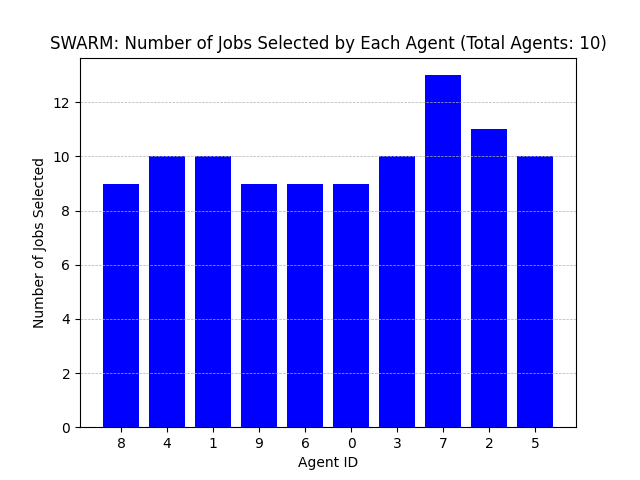 SWARM: Number of Jobs Selected by Each Agent (Total Agents: 10)
12
10
8
6
4
2
0
Number of Jobs Selected
8 4 1 9 6 0 3 7 2 5
Agent ID